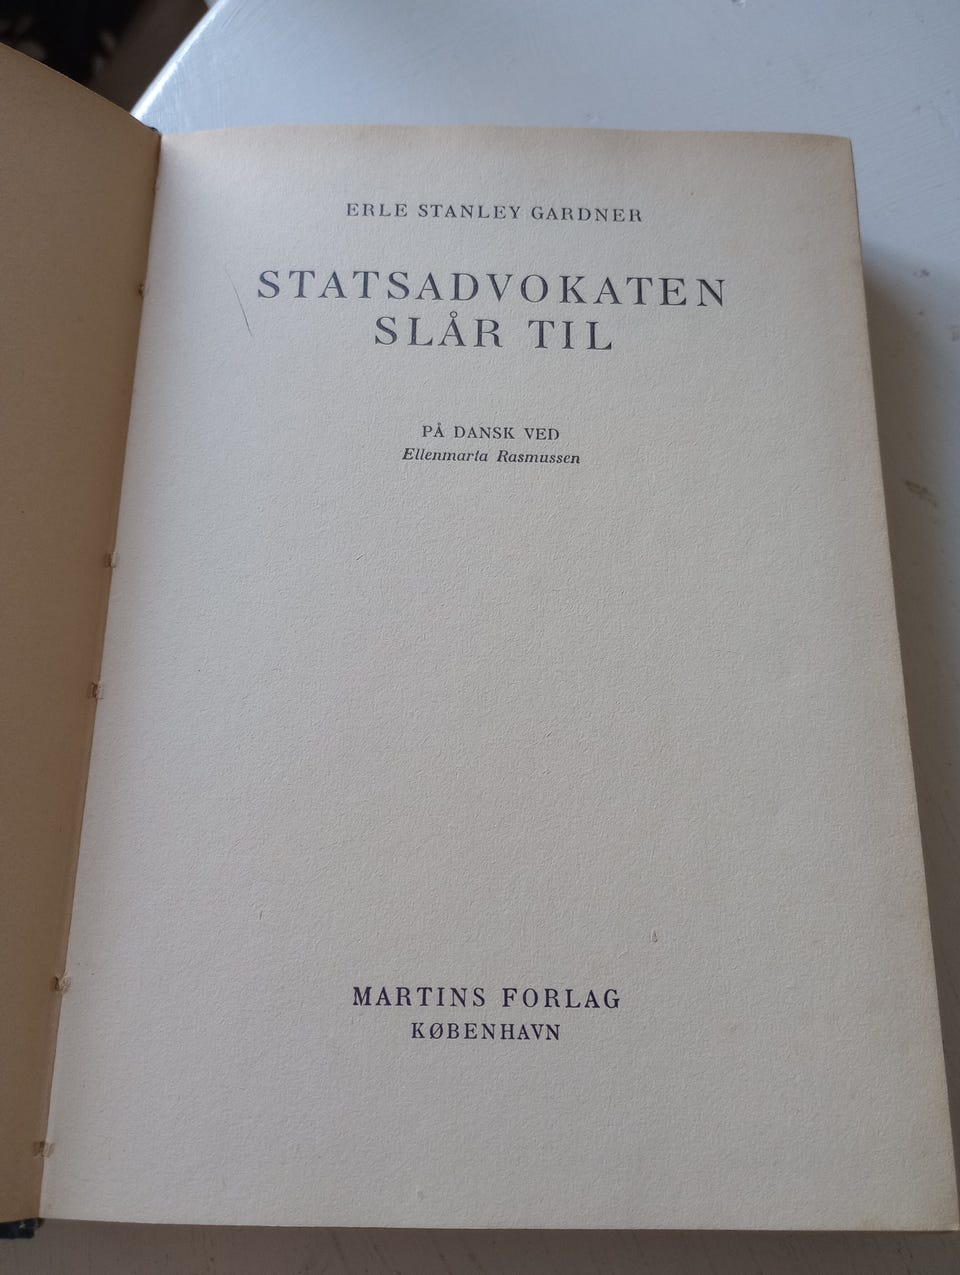 ERLE STANLEY GARDNER
STATSADVOKATEN
SLÅR TIL
PÅ DANSK VED
Ellenmarta Rasmussen
MARTINS FORLAG
KØBENHAVN